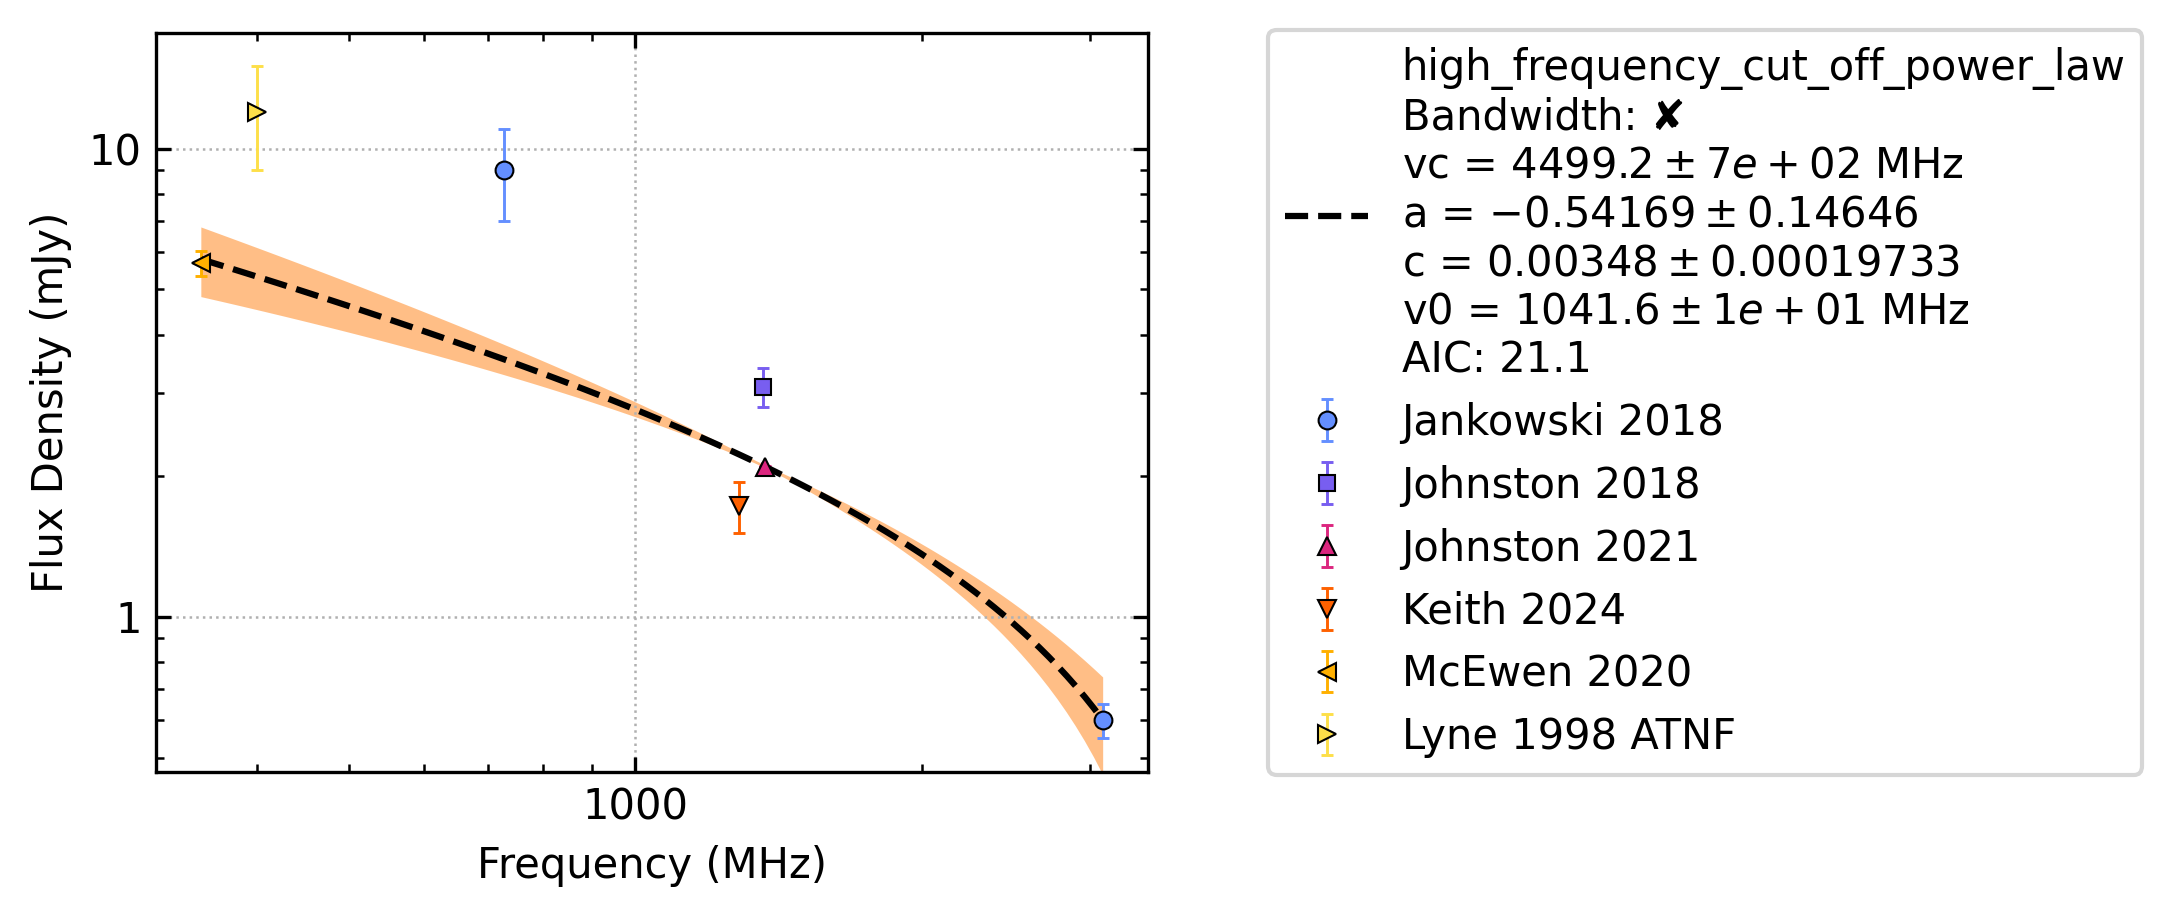 10
1
Flux Density (mJy)
1000
Frequency (MHz)
high_frequency_cut_off_power_law
Bandwidth: ✘
vc = 4499.2 ± 7e + 02 MHz
a = −0.54169 ± 0.14646
c = 0.00348 ± 0.00019733
v0 = 1041.6 ± 1e + 01 MHz
AIC: 21.1
Jankowski 2018
Johnston 2018
Johnston 2021
Keith 2024
McEwen 2020
Lyne 1998 ATNF